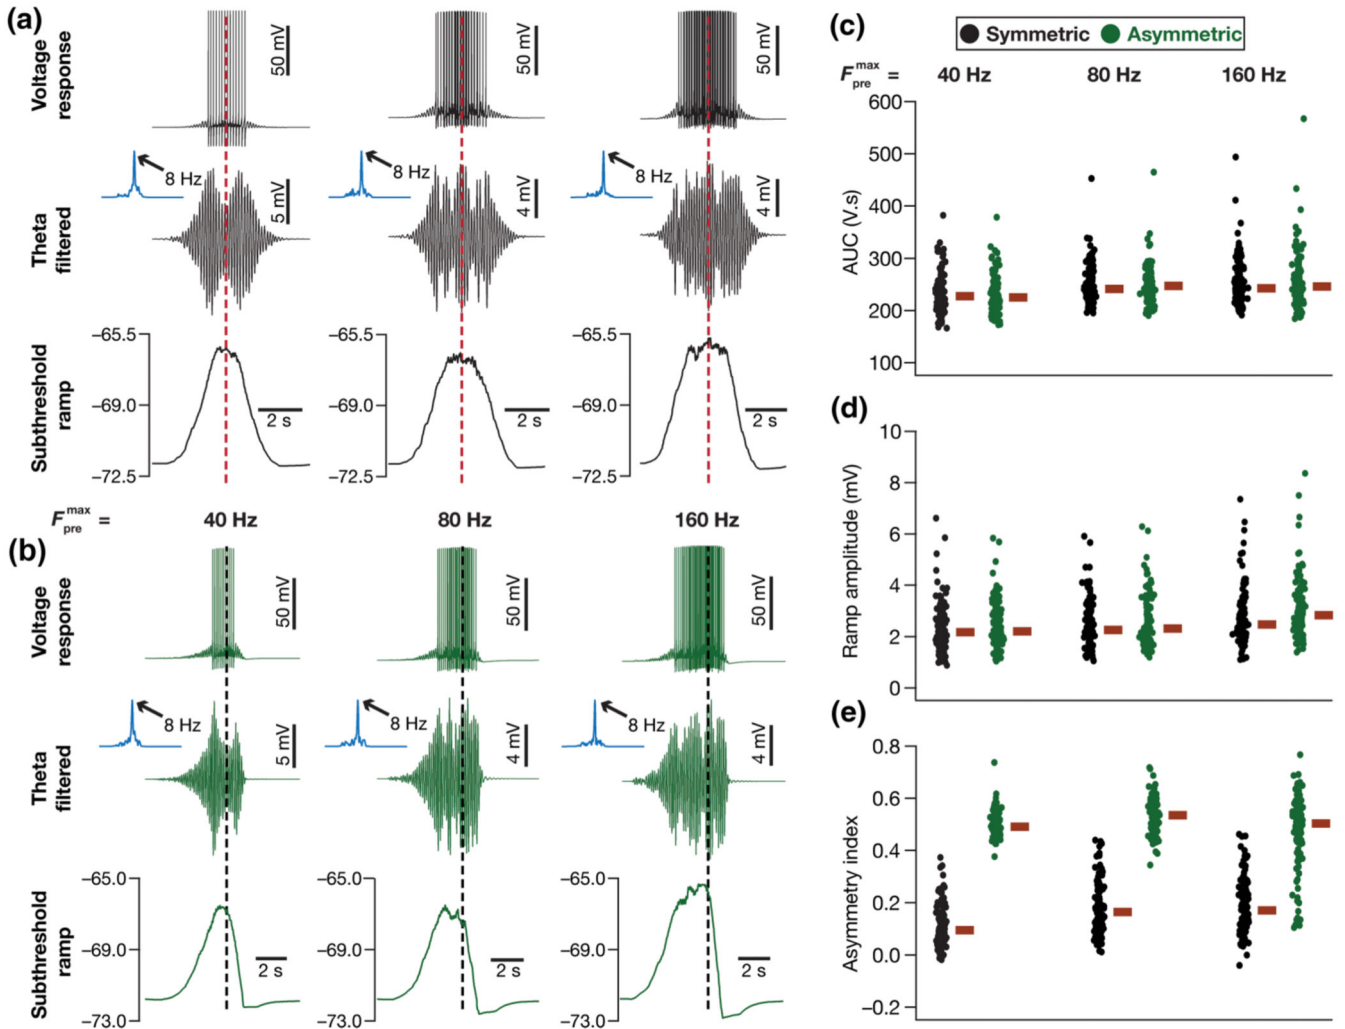 (a)
Voltage response
50 mV
50 mV
50 mV
8 Hz
8 Hz
8 Hz
Theta filtered
5 mV
4 mV
4 mV
Subthreshold ramp
−65.5
−69.0
−72.5
2 s
−65.5
−69.0
−72.5
2 s
−65.5
−69.0
−72.5
2 s
F pre max =
40 Hz
80 Hz
160 Hz
(b)
Voltage response
50 mV
50 mV
50 mV
8 Hz
8 Hz
8 Hz
Theta filtered
5 mV
4 mV
4 mV
Subthreshold ramp
−65.0
−69.0
−73.0
2 s
−65.0
−69.0
−73.0
2 s
−65.0
−69.0
−73.0
2 s
(c)
Symmetric
Asymmetric
F pre max =
40 Hz
80 Hz
160 Hz
AUC (V.s)
600
500
400
300
200
100
(d)
Ramp amplitude (mV)
10
8
6
4
2
0
(e)
Asymmetry index
0.8
0.6
0.4
0.2
0.0
−0.2